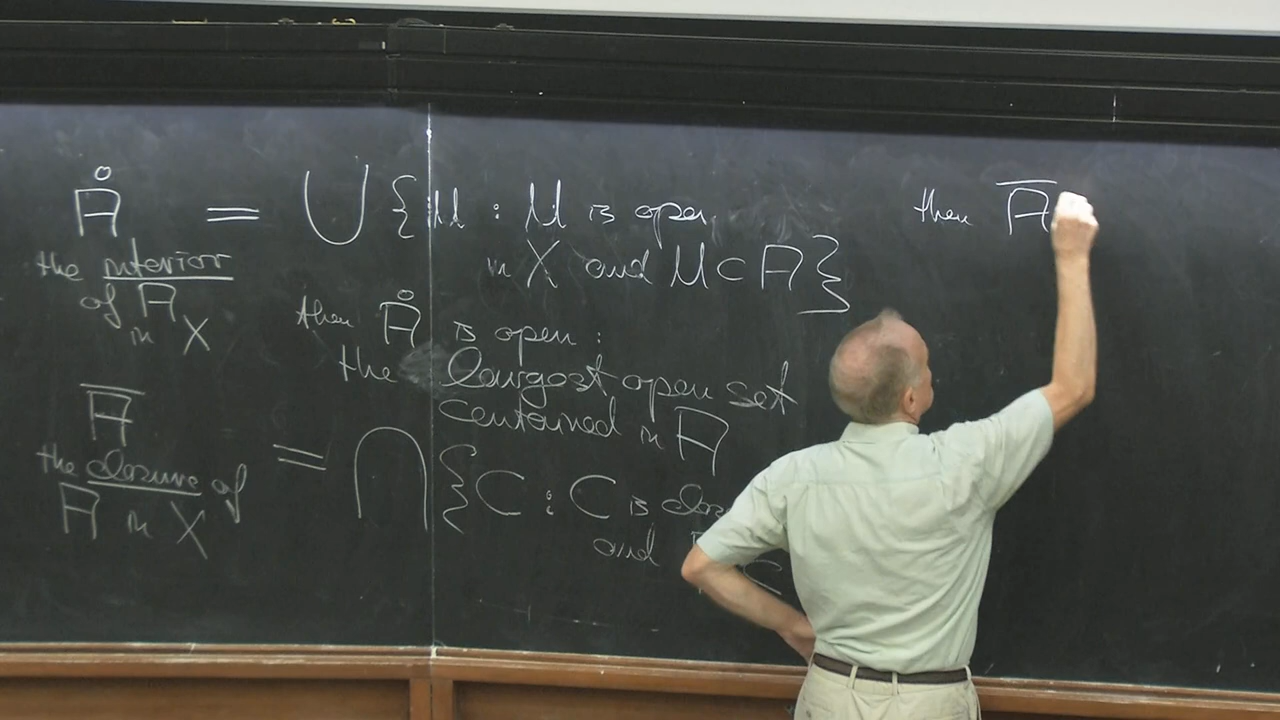 Å = ∪ { U : U is open
in X and U ⊂ A }
the interior
of A
in X
then Å is open :
the largest open set
contained in A
A̅
the closure of
A in X
= ∩ { C : C is
and C
then A̅